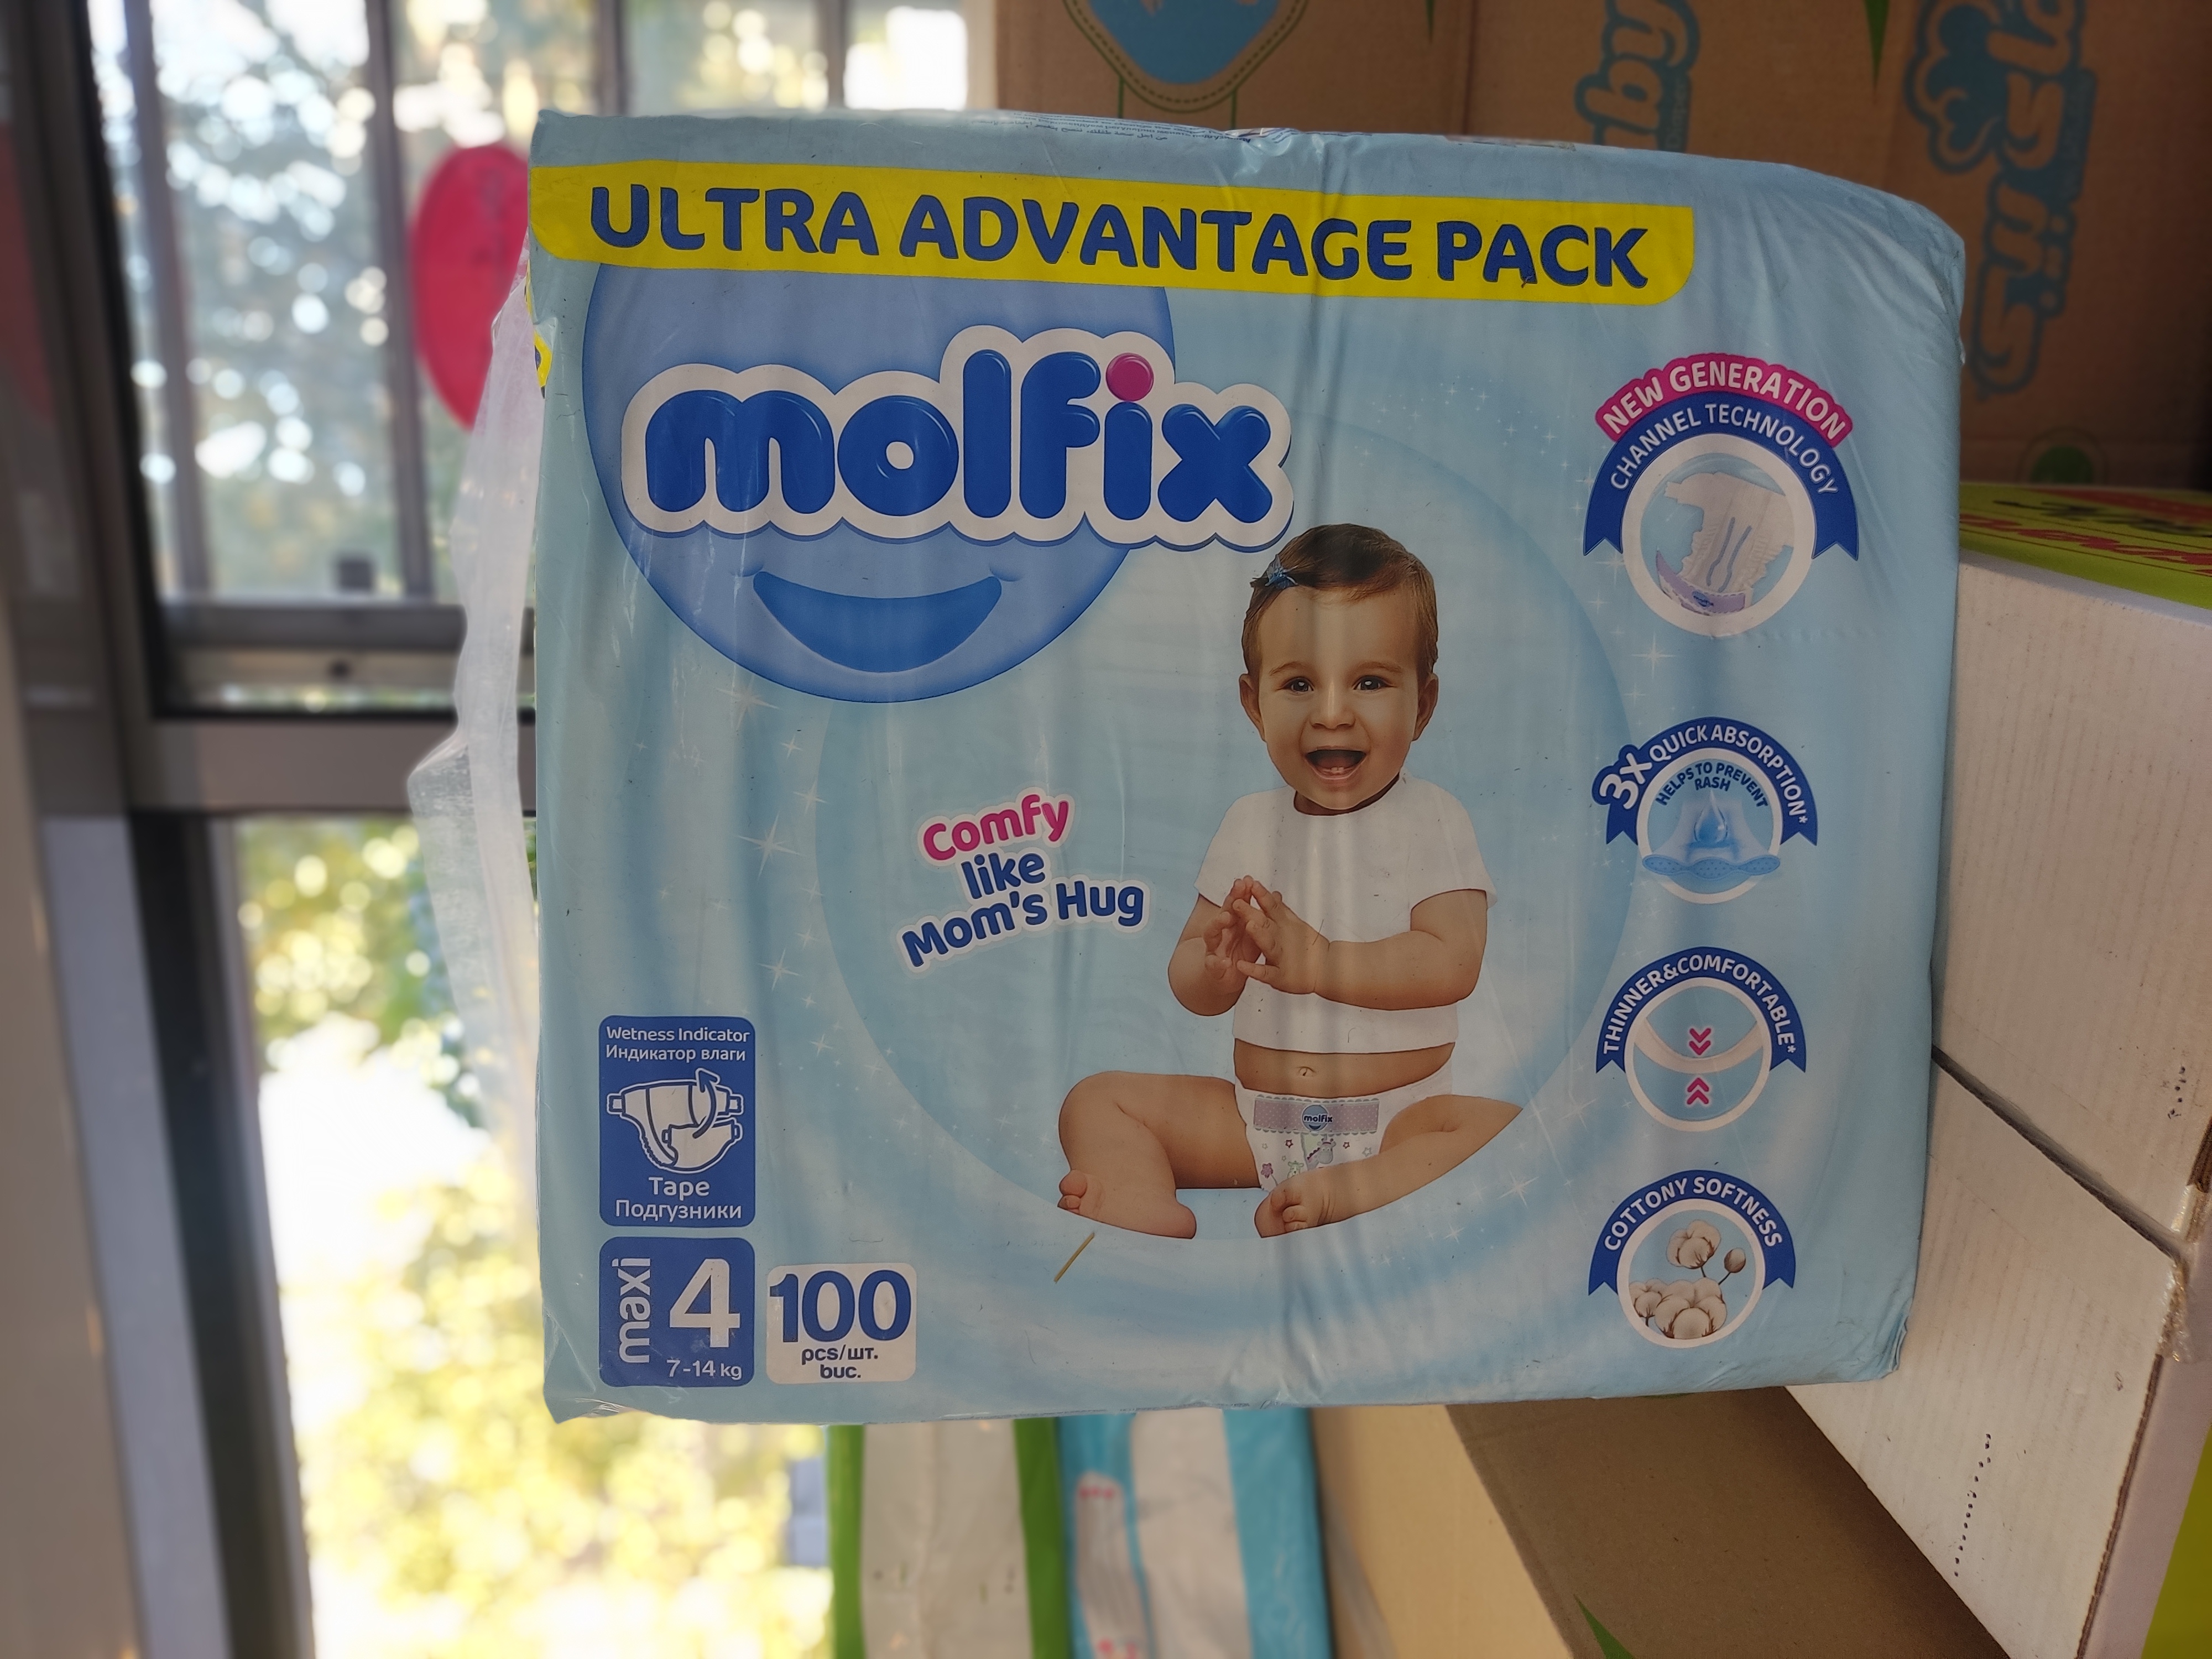 ULTRA ADVANTAGE PACK
molfix
NEW GENERATION
CHANNEL TECHNOLOGY
3x QUICK ABSORPTION*
HELPS TO PREVENT
RASH
Comfy
like
Mom's Hug
THINNER&COMFORTABLE*
molfix
COTTONY SOFTNESS
Wetness Indicator
Индикатор влаги
Tape
Подгузники
maxi
4
7-14 kg
100
pcs/шт.
buc.